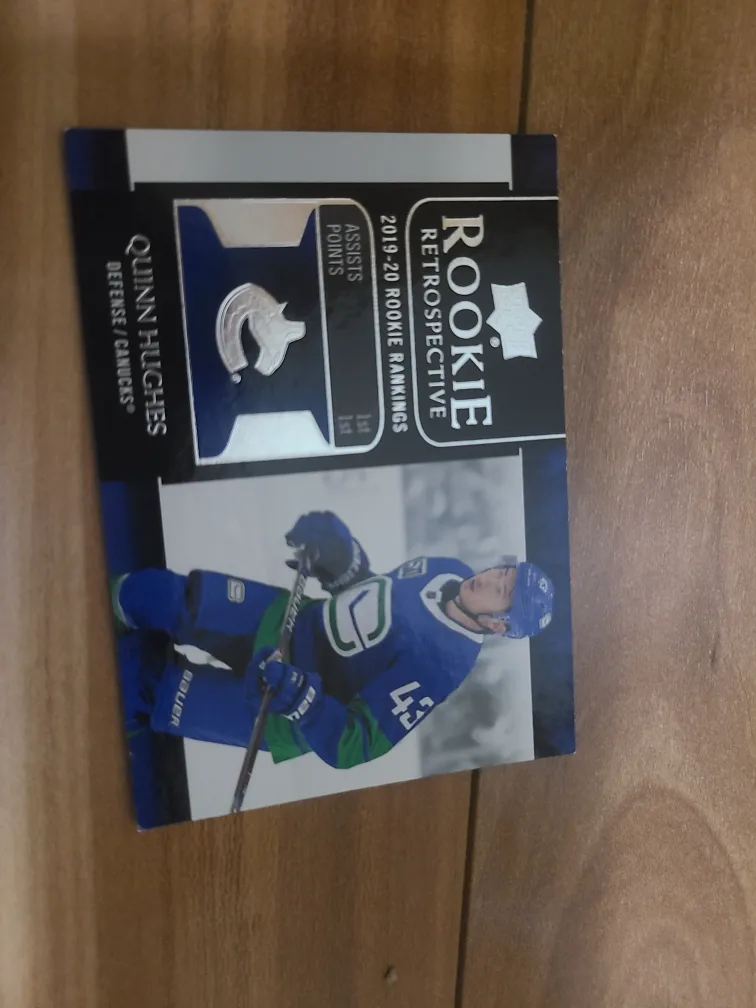 ROOKIE®
RETROSPECTIVE
2019-20 ROOKIE RANKINGS
ASSISTS 1st
POINTS 1st
QUINN HUGHES
DEFENSE / CANUCKS®
43
BAUER
BAUER